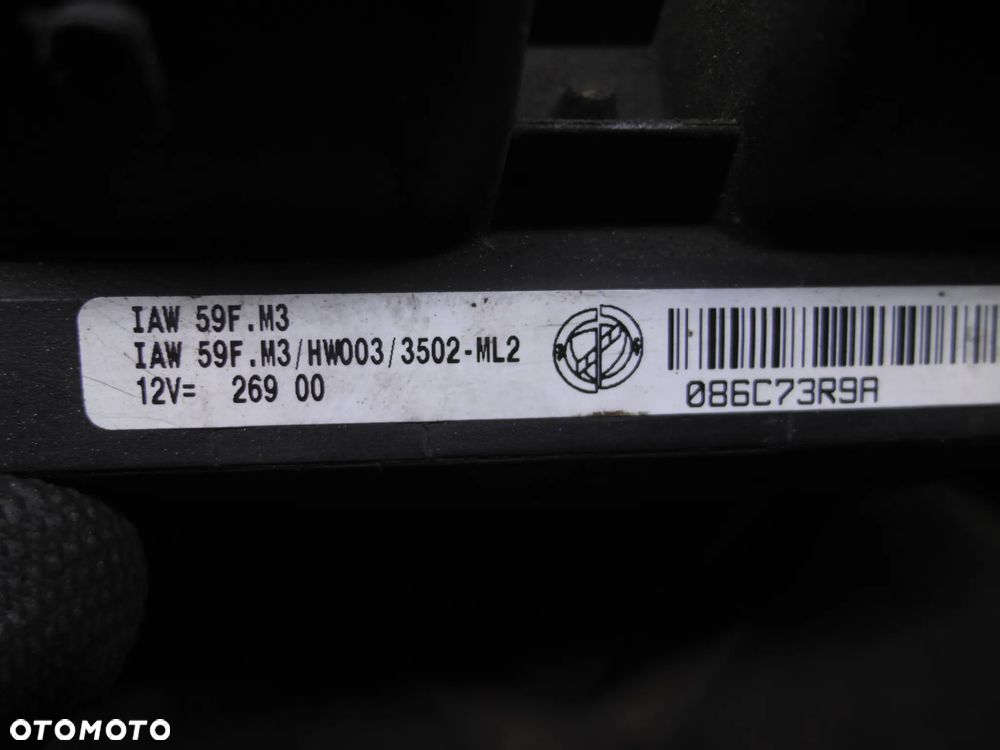 IAW 59F.M3
IAW 59F.M3/HW003/3502-ML2
12V= 269 00
086C73R9A
OTOMOTO